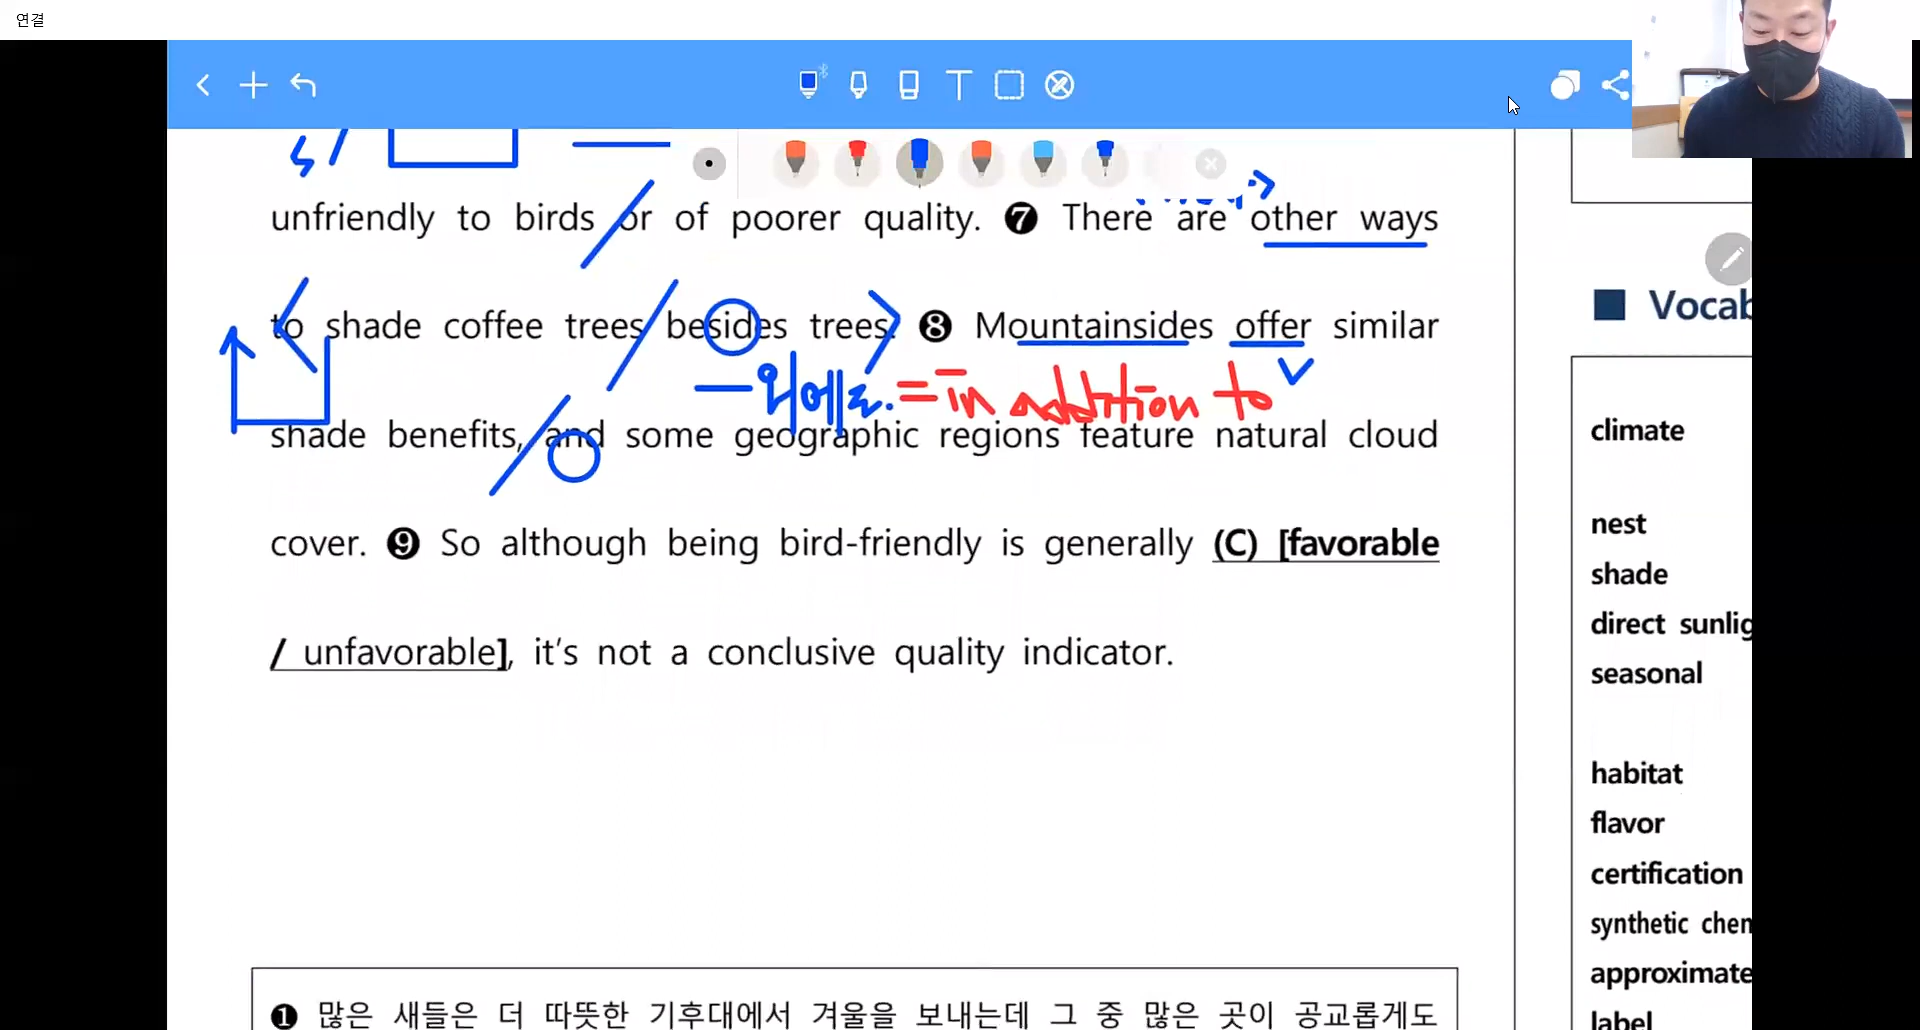 연결
unfriendly to birds or of poorer quality. ❼ There are other ways
to shade coffee trees besides trees. ❽ Mountainsides offer similar
외에도. = in addition to
shade benefits, and some geographic regions feature natural cloud
cover. ❾ So although being bird-friendly is generally (C) [favorable
/ unfavorable], it's not a conclusive quality indicator.
❶ 많은 새들은 더 따뜻한 기후대에서 겨울을 보내는데 그 중 많은 곳이 공교롭게도
■ Vocab
climate
nest
shade
direct sunlig
seasonal
habitat
flavor
certification
synthetic chem
approximate
label